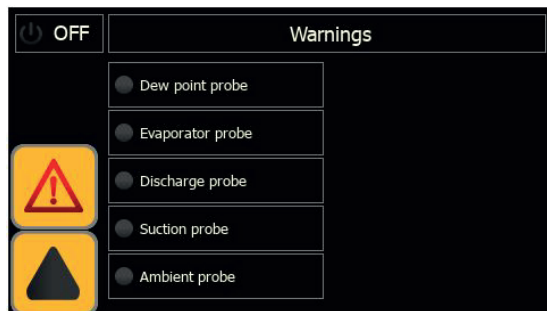 OFF
Warnings
Dew point probe
Evaporator probe
Discharge probe
Suction probe
Ambient probe